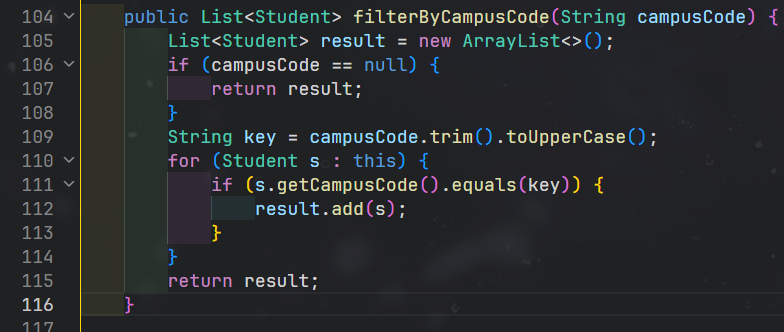 104 public List<Student> filterByCampusCode(String campusCode) {
105 List<Student> result = new ArrayList<>();
106 if (campusCode == null) {
107 return result;
108 }
109 String key = campusCode.trim().toUpperCase();
110 for (Student s : this) {
111 if (s.getCampusCode().equals(key)) {
112 result.add(s);
113 }
114 }
115 return result;
116 }
117